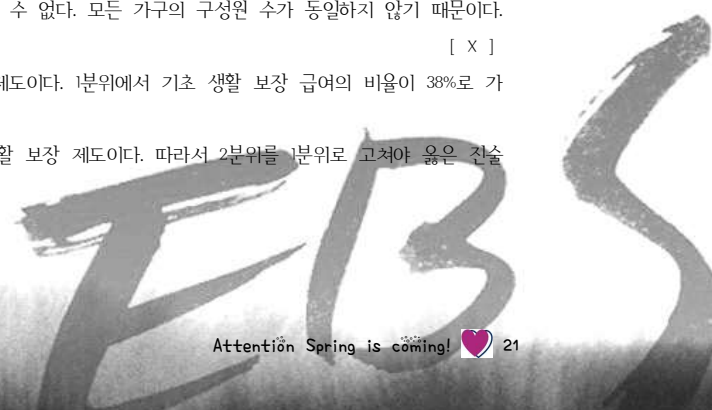 수 없다. 모든 가구의 구성원 수가 동일하지 않기 때문이다.
[ X ]
제도이다. 1분위에서 기초 생활 보장 급여의 비율이 38%로 가
활 보장 제도이다. 따라서 2분위를 1분위로 고쳐야 옳은 진술
EBS
Attention Spring is coming! 21